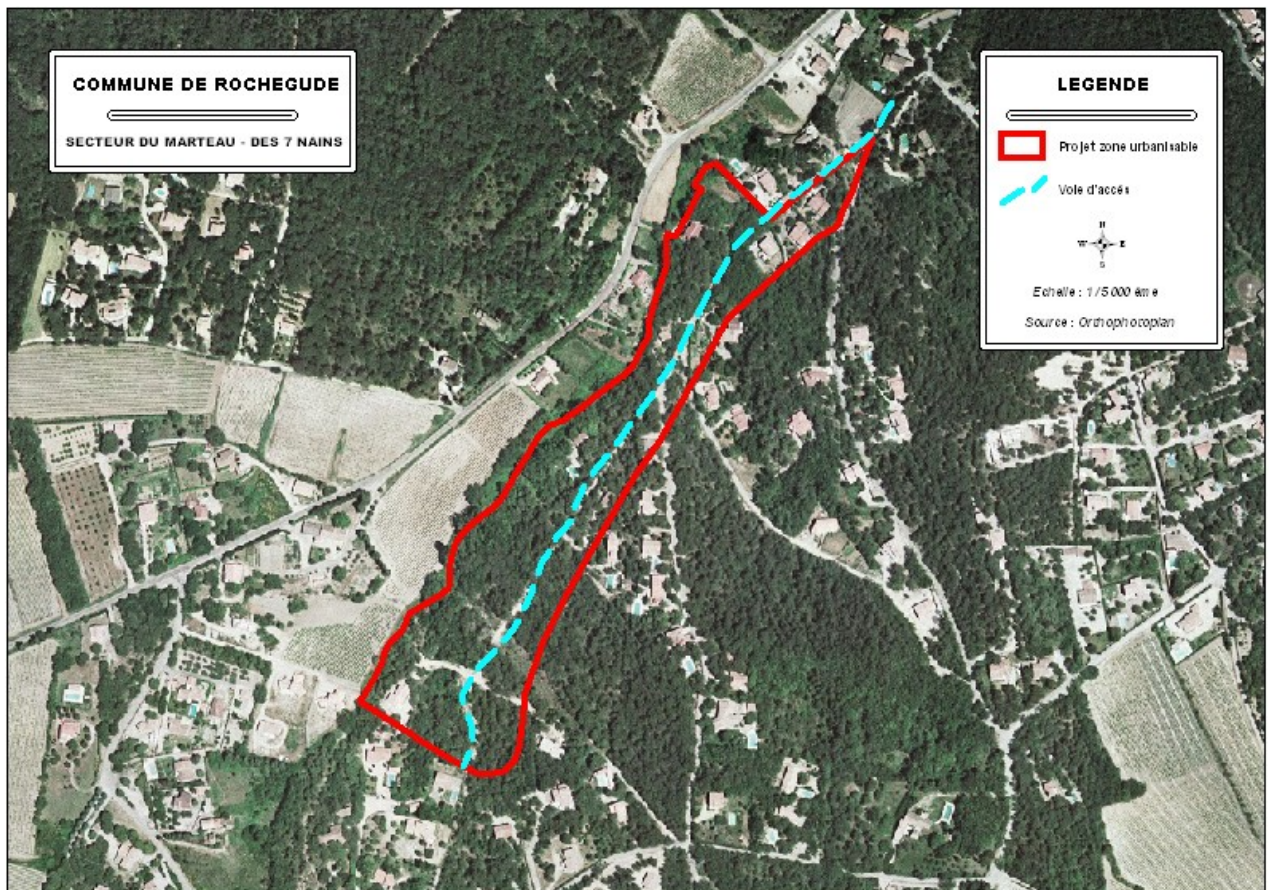 COMMUNE DE ROCHEGUDE
SECTEUR DU MARTEAU - DES 7 NAINS
LEGENDE
Projet zone urbanisable
Voie d'accés
N
W E
S
Echelle : 1/5 000 ème
Source : Orthophotoplan